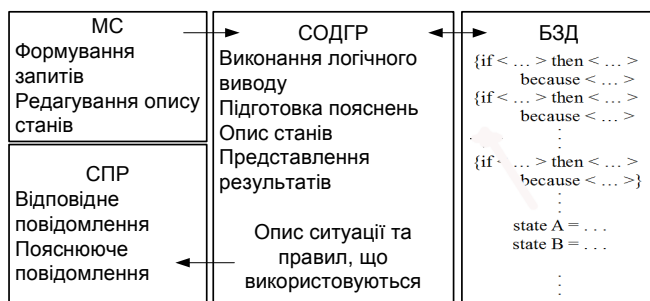 МС
Формування
запитів
Редагування опису
станів
СПР
Відповідне
повідомлення
Пояснююче
повідомлення
СОДГР
Виконання логічного
виводу
Підготовка пояснень
Опис станів
Представлення
результатів
Опис ситуації та
правил, що
використовуються
БЗД
{if < ... > then < ... >
because < ... >
{if < ... > then < ... >
because < ... >
⋮
{if < ... > then < ... >
because < ... >}
⋮
state A = . . .
state B = . . .
⋮